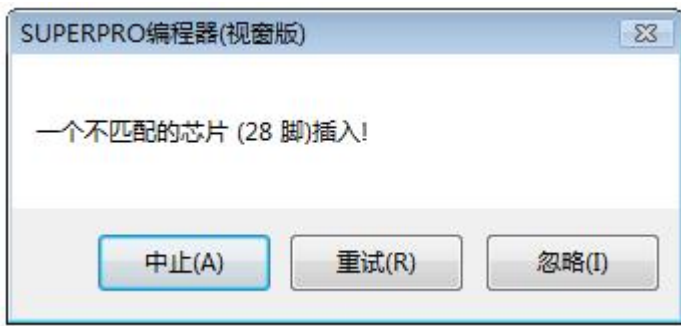 SUPERPRO编程器(视窗版)
一个不匹配的芯片 (28 脚)插入!
中止(A) 重试(R) 忽略(I)